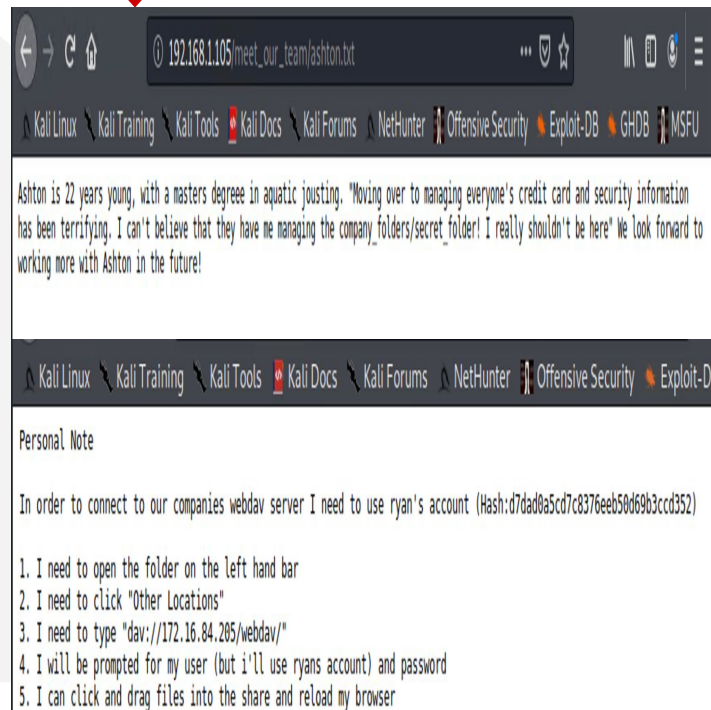 192.168.1.105/meet_our_team/ashton.txt
Kali Linux Kali Training Kali Tools Kali Docs Kali Forums NetHunter Offensive Security Exploit-DB GHDB MSFU
Ashton is 22 years young, with a masters degreee in aquatic jousting. "Moving over to managing everyone's credit card and security information
has been terrifying. I can't believe that they have me managing the company_folders/secret_folder! I really shouldn't be here" We look forward to
working more with Ashton in the future!
Kali Linux Kali Training Kali Tools Kali Docs Kali Forums NetHunter Offensive Security Exploit-D
Personal Note
In order to connect to our companies webdav server I need to use ryan's account (Hash:d7dad0a5cd7c8376eeb50d69b3ccd352)
1. I need to open the folder on the left hand bar
2. I need to click "Other Locations"
3. I need to type "dav://172.16.84.205/webdav/"
4. I will be prompted for my user (but i'll use ryans account) and password
5. I can click and drag files into the share and reload my browser